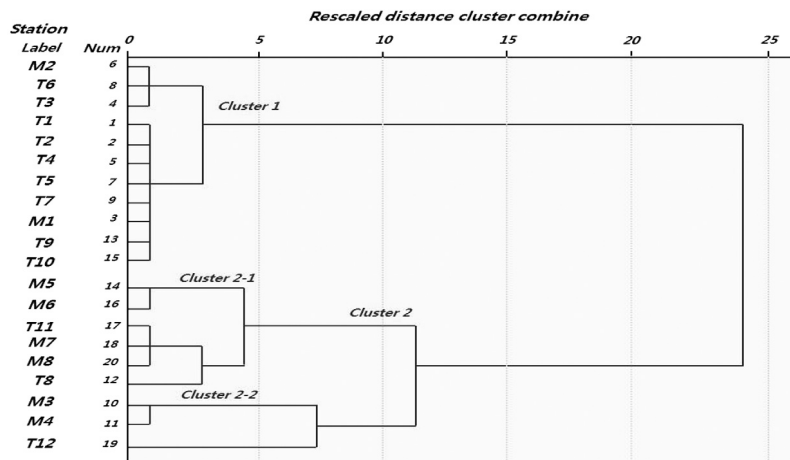 Rescaled distance cluster combine
Station
Label Num 0 5 10 15 20 25
M2 6
T6 8
T3 4
Cluster 1
T1 1
T2 2
T4 5
T5 7
T7 9
M1 3
T9 13
T10 15
Cluster 2-1
M5 14
M6 16
Cluster 2
T11 17
M7 18
M8 20
T8 12
Cluster 2-2
M3 10
M4 11
T12 19